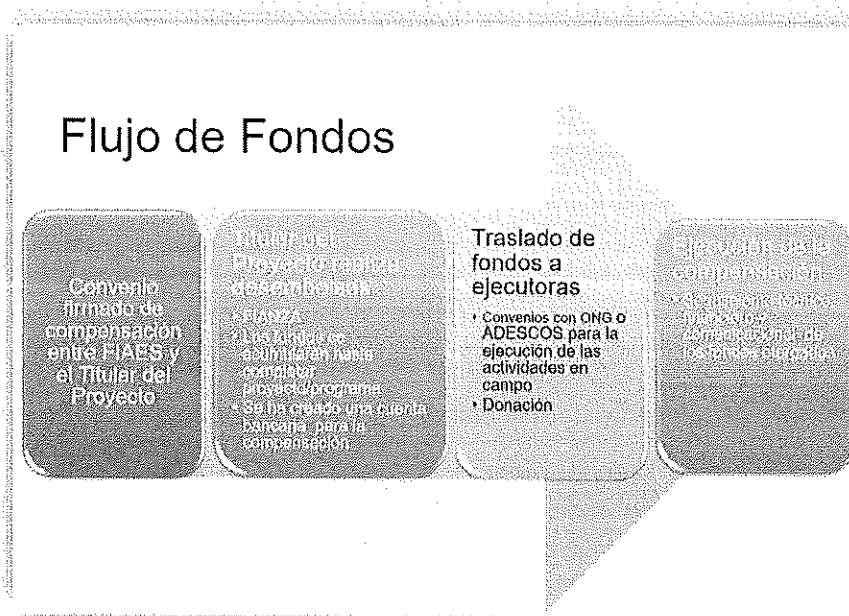 Flujo de Fondos
Convenio
firmado de
compensación
entre FIAES y
el Titular del
Proyecto
Titular del
Proyecto realiza
desembolsos
• FIANZA
• Los fondos se
acumularán hasta
completar
proyecto/programa
• Se ha creado una cuenta
bancaria para la
compensación
Traslado de
fondos a
ejecutoras
• Convenios con ONG O
ADESCOS para la
ejecución de las
actividades en
campo
• Donación
Ejecución de la
compensación
• Seguimiento
financiero y
de
los fondos otorgados